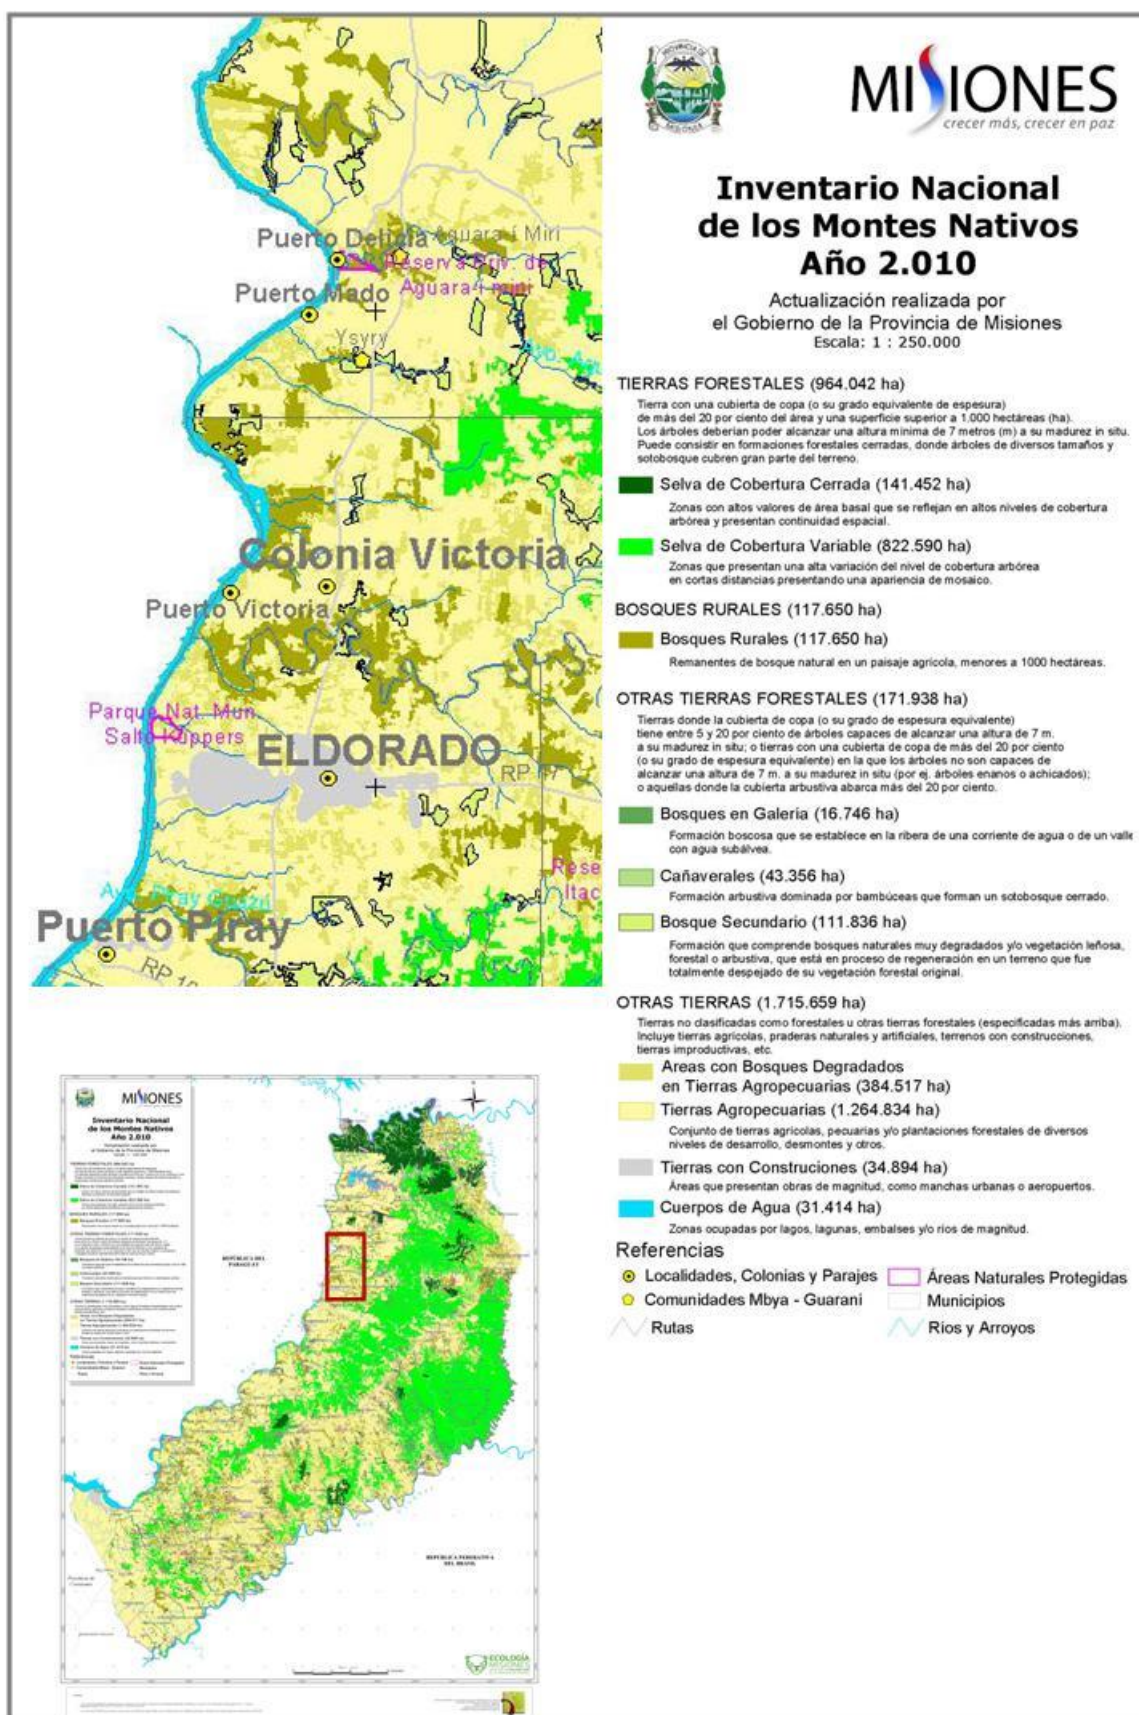 Puerto Delicia
Aguara-í Miri
Reserva Priv. de
Aguara-í mini
Puerto Mado
Ysyry
Colonia Victoria
Puerto Victoria
Parque Nat. Mun.
Salto Kuppers
ELDORADO
RP 17
Rese
Itac
Puerto Piray
PROVINCIA DE
MISIONES
MISIONES
crecer más, crecer en paz
Inventario Nacional
de los Montes Nativos
Año 2.010
Actualización realizada por
el Gobierno de la Provincia de Misiones
Escala: 1 : 250.000
TIERRAS FORESTALES (964.042 ha)
Tierra con una cubierta de copa (o su grado equivalente de espesura)
de más del 20 por ciento del área y una superficie superior a 1.000 hectáreas (ha).
Los árboles deberían poder alcanzar una altura mínima de 7 metros (m) a su madurez in situ.
Puede consistir en formaciones forestales cerradas, donde árboles de diversos tamaños y
sotobosque cubren gran parte del terreno.
Selva de Cobertura Cerrada (141.452 ha)
Zonas con altos valores de área basal que se reflejan en altos niveles de cobertura
arbórea y presentan continuidad espacial.
Selva de Cobertura Variable (822.590 ha)
Zonas que presentan una alta variación del nivel de cobertura arbórea
en cortas distancias presentando una apariencia de mosaico.
BOSQUES RURALES (117.650 ha)
Bosques Rurales (117.650 ha)
Remanentes de bosque natural en un paisaje agrícola, menores a 1000 hectáreas.
OTRAS TIERRAS FORESTALES (171.938 ha)
Tierras donde la cubierta de copa (o su grado de espesura equivalente)
tiene entre 5 y 20 por ciento de árboles capaces de alcanzar una altura de 7 m.
a su madurez in situ; o tierras con una cubierta de copa de más del 20 por ciento
(o su grado de espesura equivalente) en la que los árboles no son capaces de
alcanzar una altura de 7 m. a su madurez in situ (por ej. árboles enanos o achicados);
o aquellas donde la cubierta arbustiva abarca más del 20 por ciento.
Bosques en Galeria (16.746 ha)
Formación boscosa que se establece en la ribera de una corriente de agua o de un valle
con agua subálvea.
Cañaverales (43.356 ha)
Formación arbustiva dominada por bambúceas que forman un sotobosque cerrado.
Bosque Secundario (111.836 ha)
Formación que comprende bosques naturales muy degradados y/o vegetación leñosa,
forestal o arbustiva, que está en proceso de regeneración en un terreno que fue
totalmente despejado de su vegetación forestal original.
OTRAS TIERRAS (1.715.659 ha)
Tierras no clasificadas como forestales u otras tierras forestales (especificadas más arriba).
Incluye tierras agrícolas, praderas naturales y artificiales, terrenos con construcciones,
tierras improductivas, etc.
Areas con Bosques Degradados
en Tierras Agropecuarias (384.517 ha)
Tierras Agropecuarias (1.264.834 ha)
Conjunto de tierras agrícolas, pecuarias y/o plantaciones forestales de diversos
niveles de desarrollo, desmontes y otros.
Tierras con Construciones (34.894 ha)
Áreas que presentan obras de magnitud, como manchas urbanas o aeropuertos.
Cuerpos de Agua (31.414 ha)
Zonas ocupadas por lagos, lagunas, embalses y/o rios de magnitud.
Referencias
Localidades, Colonias y Parajes
Áreas Naturales Protegidas
Comunidades Mbya - Guarani
Municipios
Rutas
Rios y Arroyos
MISIONES
Inventario Nacional
de los Montes Nativos
Año 2.010
REPÚBLICA DEL
PARAGUAY
REPÚBLICA FEDERATIVA
DEL BRASIL
ECOLOGÍA
MISIONES